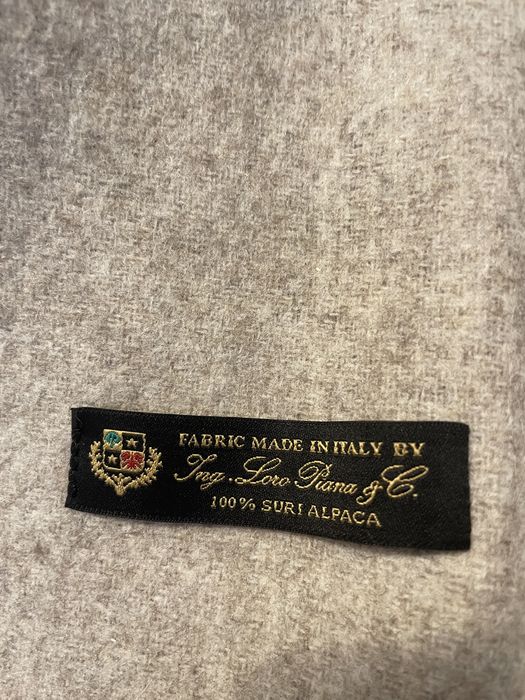 FABRIC MADE IN ITALY BY
Ing. Loro Piana & C.
100% SURI ALPACA